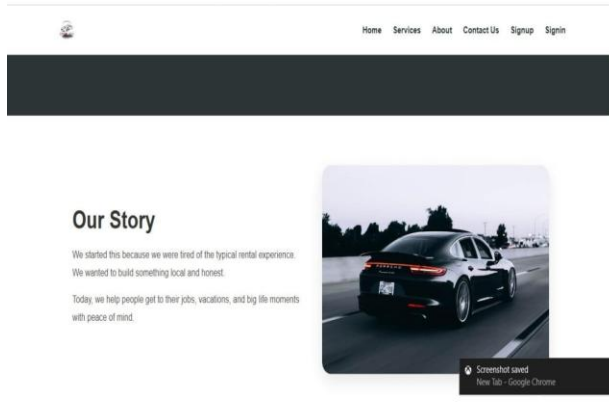 Home Services About Contact Us Signup Signin
Our Story
We started this because we were tired of the typical rental experience.
We wanted to build something local and honest.
Today, we help people get to their jobs, vacations, and big life moments
with peace of mind.
PORSCHE
Screenshot saved
New Tab - Google Chrome